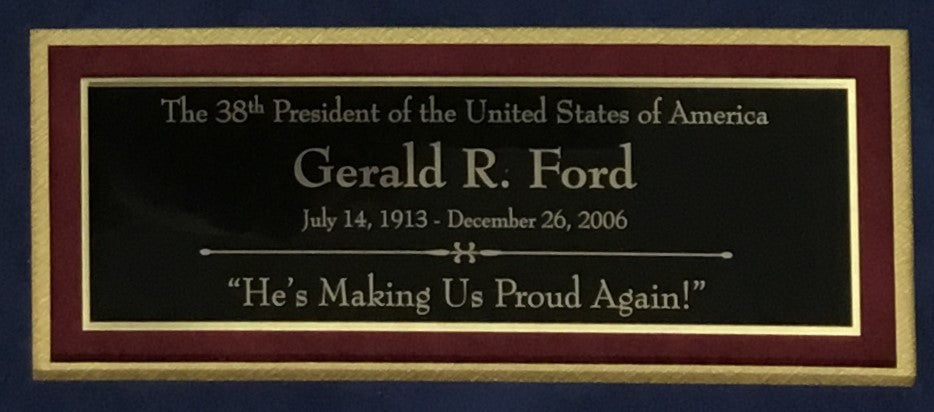 The 38th President of the United States of America
Gerald R. Ford
July 14, 1913 - December 26, 2006
“He’s Making Us Proud Again!”